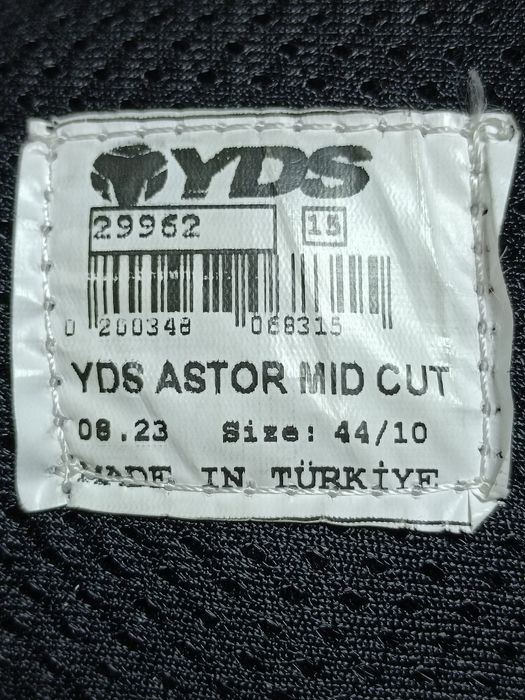 YDS
29962 15
0 200348 068315
YDS ASTOR MID CUT
08.23 Size: 44/10
MADE IN TÜRKİYE